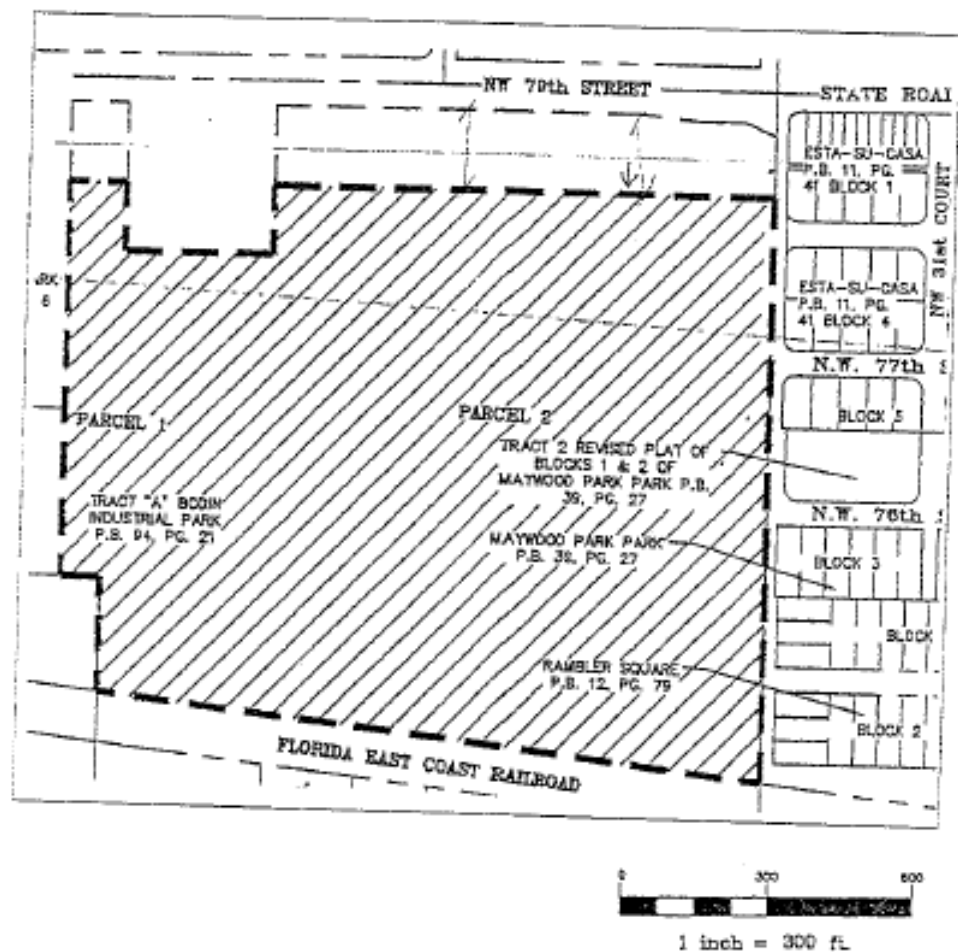 NW 79th STREET
STATE ROAI
ESTA-SU-CASA
P.B. 11, PG.
41 BLOCK 1
NW 31st COURT
RK
6
ESTA-SU-CASA
P.B. 11, PG.
41 BLOCK 4
N.W. 77th
PARCEL 1
PARCEL 2
BLOCK 5
TRACT 2 REVISED PLAT OF
BLOCKS 1 & 2 OF
MAYWOOD PARK PARK P.B.
39, PG. 27
TRACT "A" BODIN
INDUSTRIAL PARK
P.B. 94, PG. 21
N.W. 76th
MAYWOOD PARK PARK
P.B. 39, PG. 27
BLOCK 3
BLOCK
RAMBLER SQUARE
P.B. 12, PG. 79
BLOCK 2
FLORIDA EAST COAST RAILROAD
0 300 600
1 inch = 300 ft.